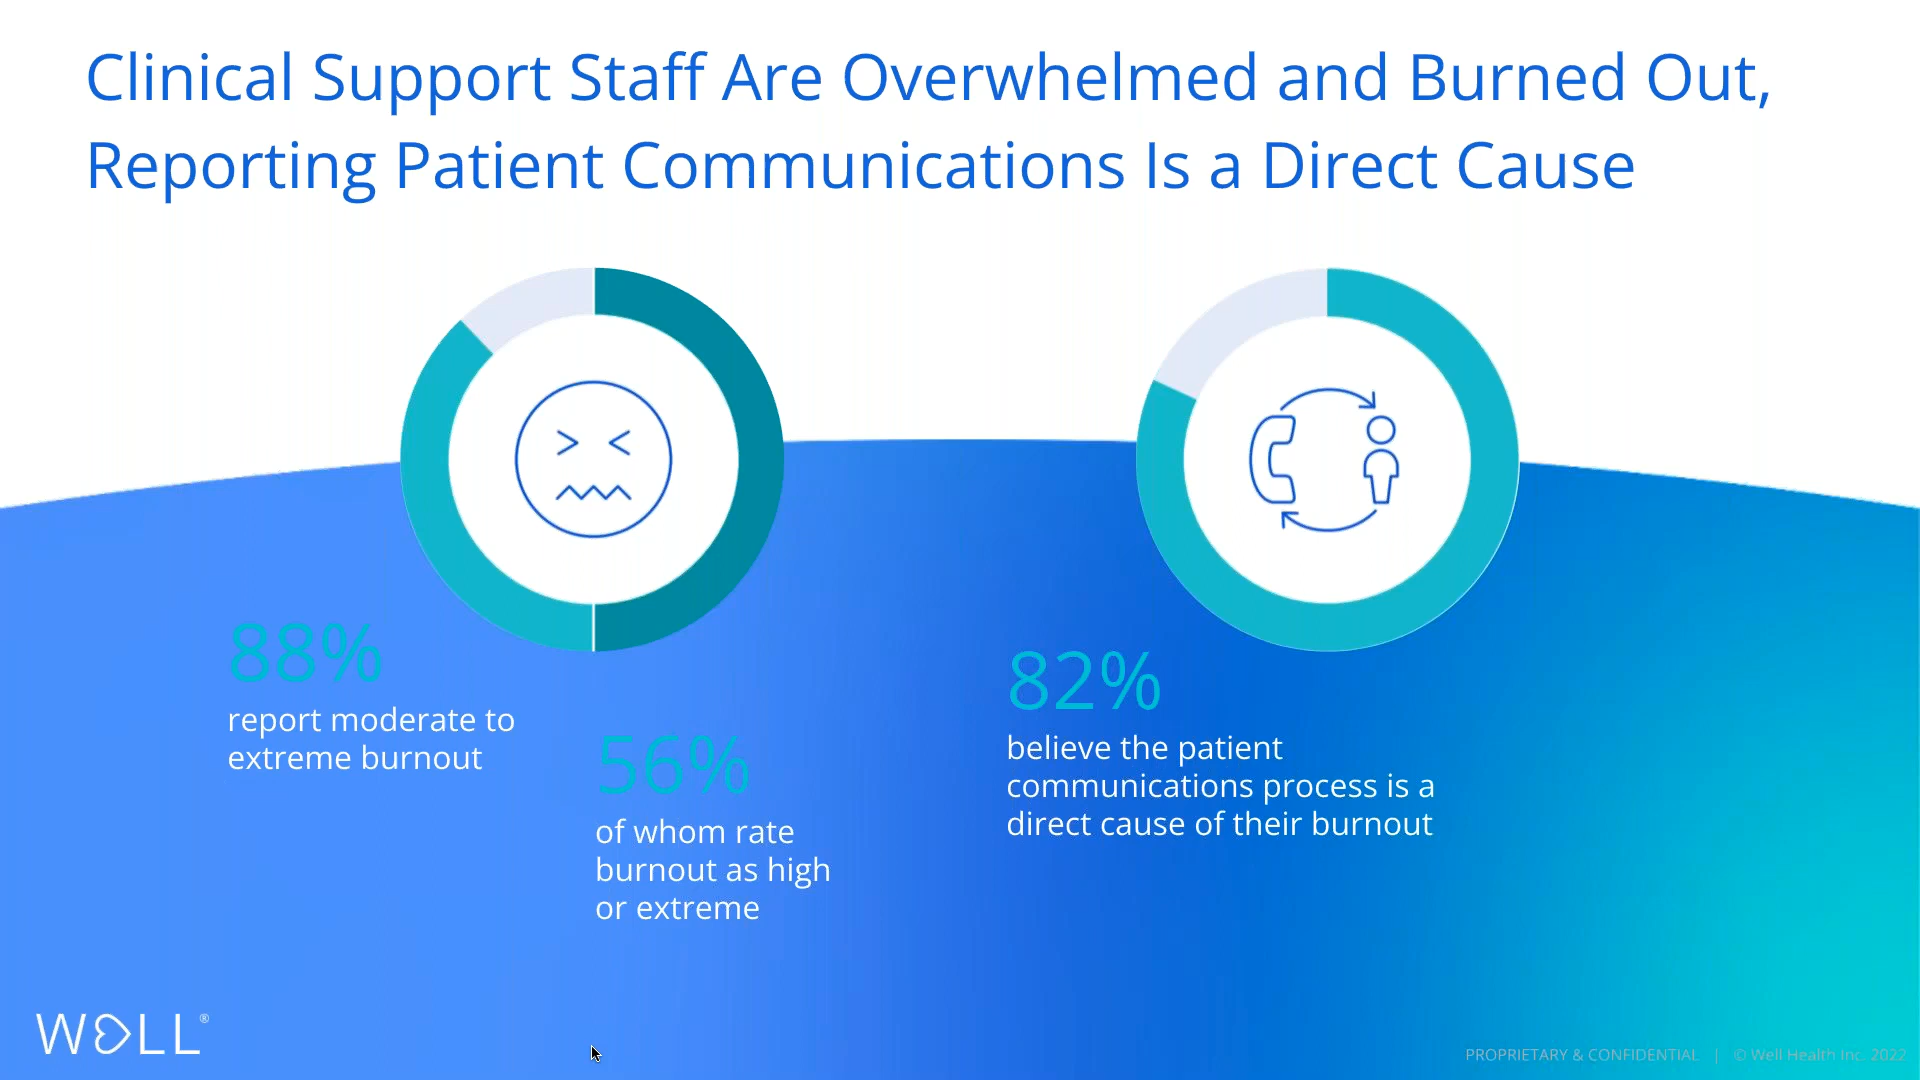 Clinical Support Staff Are Overwhelmed and Burned Out,
Reporting Patient Communications Is a Direct Cause
88%
report moderate to
extreme burnout
56%
of whom rate
burnout as high
or extreme
82%
believe the patient
communications process is a
direct cause of their burnout
WELL®
PROPRIETARY & CONFIDENTIAL | © Well Health Inc. 2022